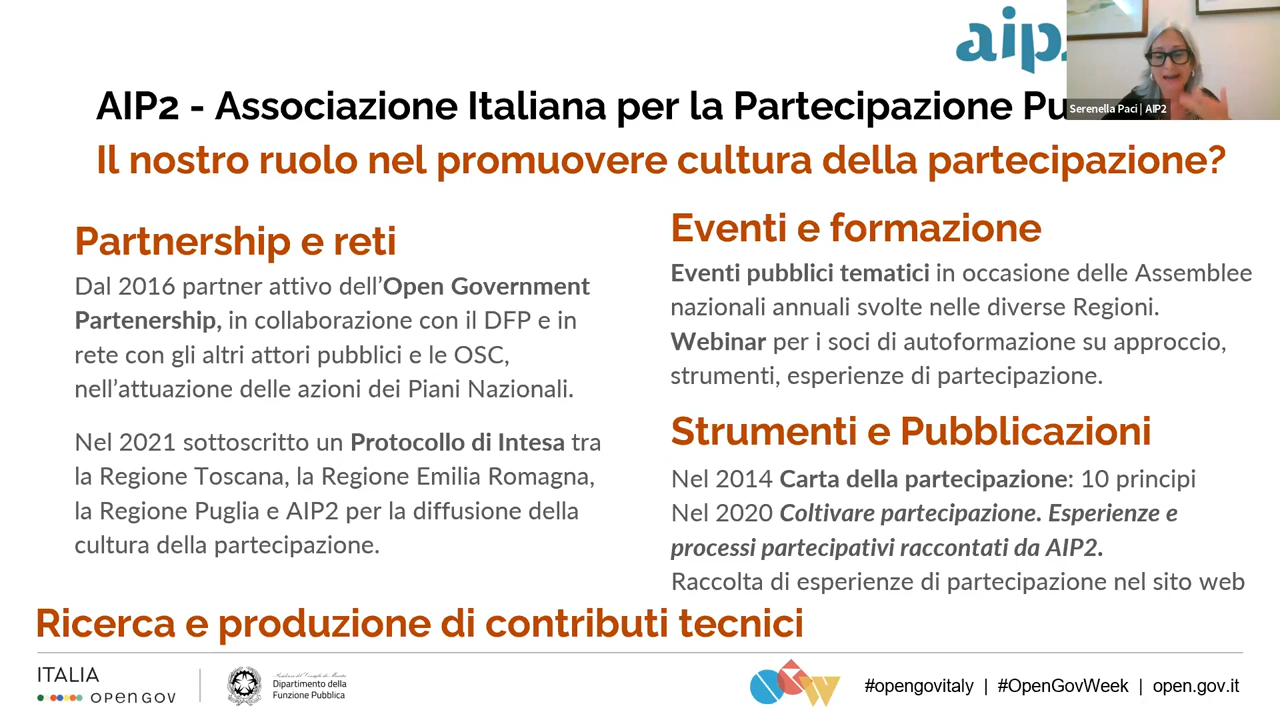 aip
Serenella Paci | AIP2
AIP2 - Associazione Italiana per la Partecipazione Pu
Il nostro ruolo nel promuovere cultura della partecipazione?
Partnership e reti
Dal 2016 partner attivo dell’Open Government
Partenership, in collaborazione con il DFP e in
rete con gli altri attori pubblici e le OSC,
nell’attuazione delle azioni dei Piani Nazionali.
Nel 2021 sottoscritto un Protocollo di Intesa tra
la Regione Toscana, la Regione Emilia Romagna,
la Regione Puglia e AIP2 per la diffusione della
cultura della partecipazione.
Eventi e formazione
Eventi pubblici tematici in occasione delle Assemblee
nazionali annuali svolte nelle diverse Regioni.
Webinar per i soci di autoformazione su approccio,
strumenti, esperienze di partecipazione.
Strumenti e Pubblicazioni
Nel 2014 Carta della partecipazione: 10 principi
Nel 2020 Coltivare partecipazione. Esperienze e
processi partecipativi raccontati da AIP2.
Raccolta di esperienze di partecipazione nel sito web
Ricerca e produzione di contributi tecnici
ITALIA
open gov
Dipartimento della
Funzione Pubblica
#opengovitaly | #OpenGovWeek | open.gov.it